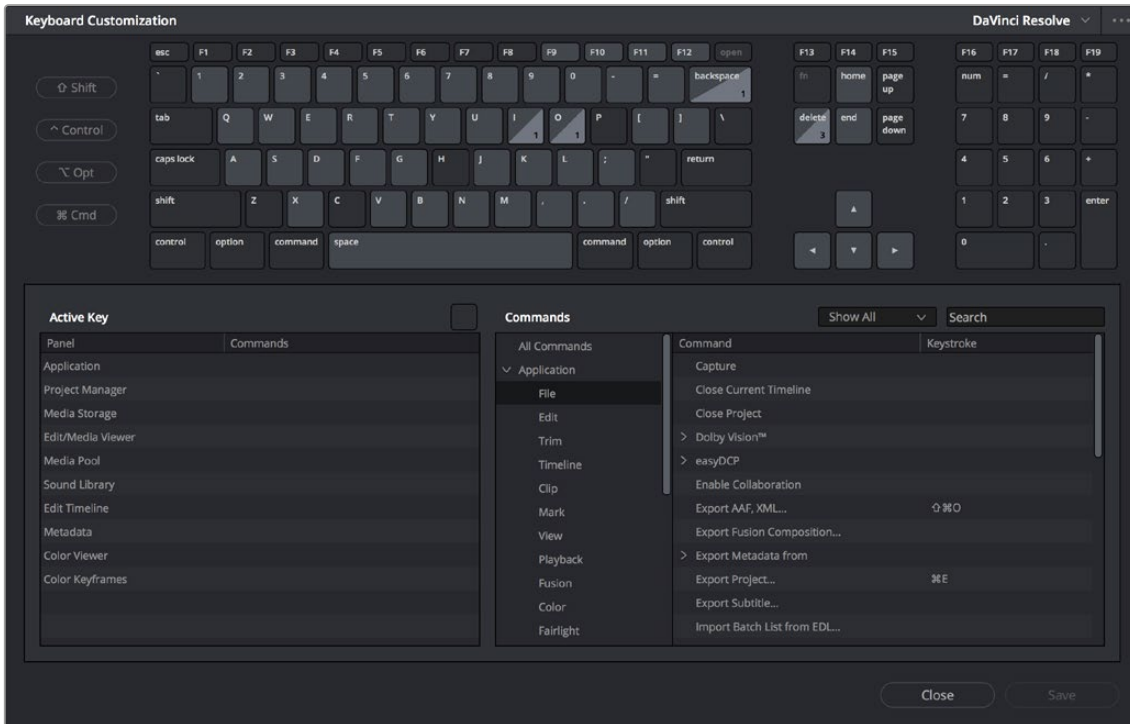 Keyboard Customization
DaVinci Resolve
esc F1 F2 F3 F4 F5 F6 F7 F8 F9 F10 F11 F12 open F13 F14 F15 F16 F17 F18 F19
⇧ Shift
` 1 2 3 4 5 6 7 8 9 0 - = backspace 1 fn home page up num = / *
^ Control
tab Q W E R T Y U I 1 O 1 P [ ] \ delete 3 end page down 7 8 9 -
⌥ Opt
caps lock A S D F G H J K L ; " return 4 5 6 +
⌘ Cmd
shift Z X C V B N M , . / shift ▲ 1 2 3 enter
control option command space command option control ◄ ▼ ► 0 .
Active Key
Panel Commands
Application
Project Manager
Media Storage
Edit/Media Viewer
Media Pool
Sound Library
Edit Timeline
Metadata
Color Viewer
Color Keyframes
Commands
Show All
Search
All Commands
Application
File
Edit
Trim
Timeline
Clip
Mark
View
Playback
Fusion
Color
Fairlight
Command Keystroke
Capture
Close Current Timeline
Close Project
> Dolby Vision™
> easyDCP
Enable Collaboration
Export AAF, XML... ⇧⌘O
Export Fusion Composition...
> Export Metadata from
Export Project... ⌘E
Export Subtitle...
Import Batch List from EDL...
Close
Save